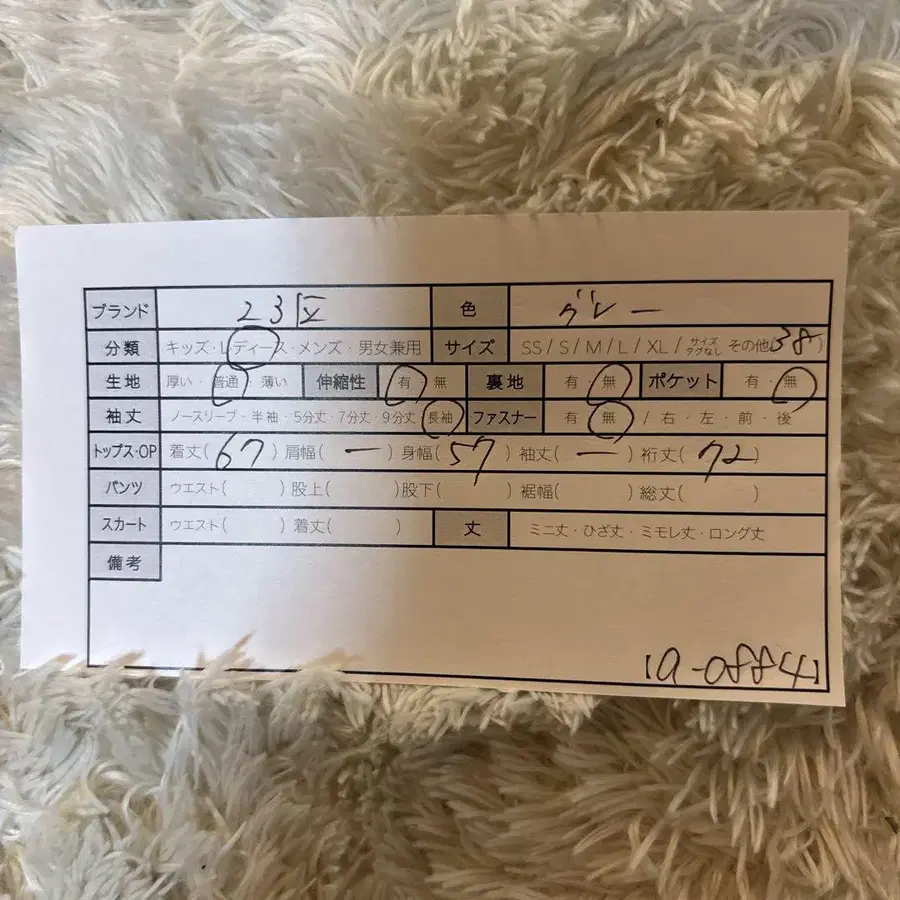 ブランド 23区 色 グレー
分類 キッズ・レディース・メンズ・男女兼用 サイズ SS / S / M / L / XL / サイズタグなし その他(38)
生地 厚い・普通・薄い 伸縮性 有・無 裏地 有・無 ポケット 有・無
袖丈 ノースリーブ・半袖・5分丈・7分丈・9分丈・長袖 ファスナー 有・無 / 右・左・前・後
トップス・OP 着丈(67) 肩幅(ー) 身幅(57) 袖丈(ー) 裄丈(72)
パンツ ウエスト( ) 股上( ) 股下( ) 裾幅( ) 総丈( )
スカート ウエスト( ) 着丈( ) 丈 ミニ丈・ひざ丈・ミモレ丈・ロング丈
備考
【a-0884】